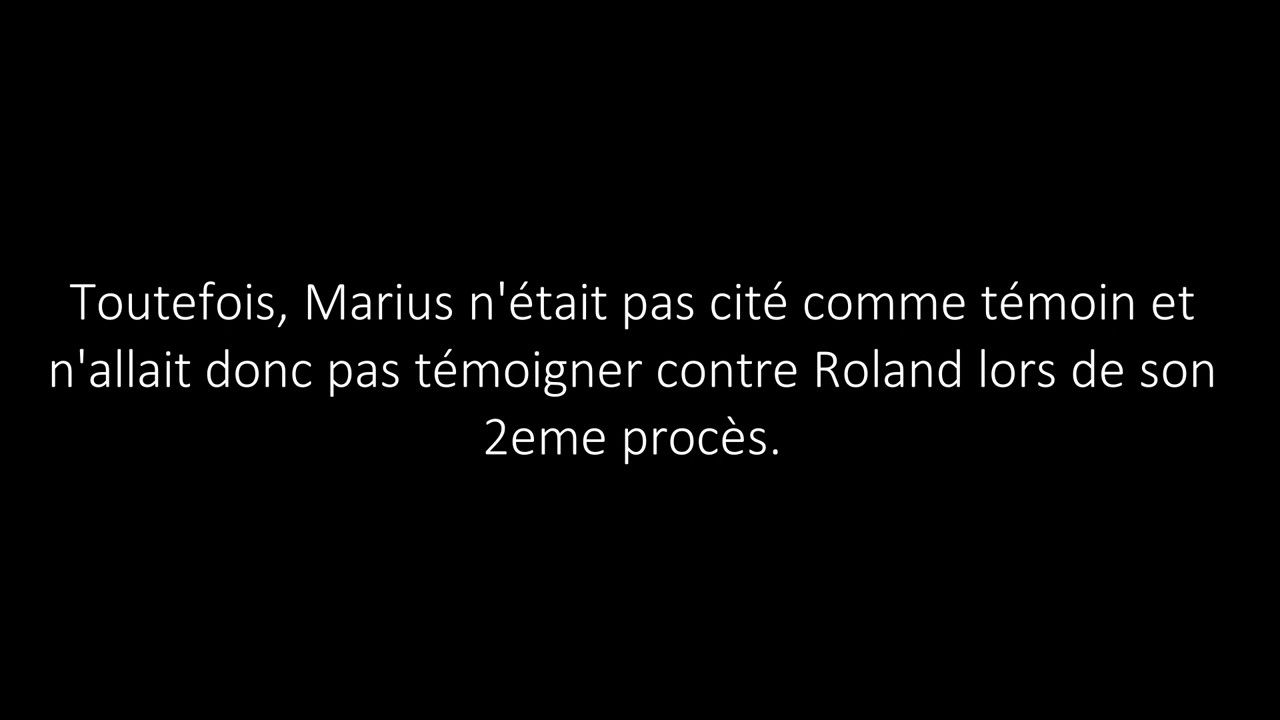 Toutefois, Marius n'était pas cité comme témoin et
n'allait donc pas témoigner contre Roland lors de son
2eme procès.